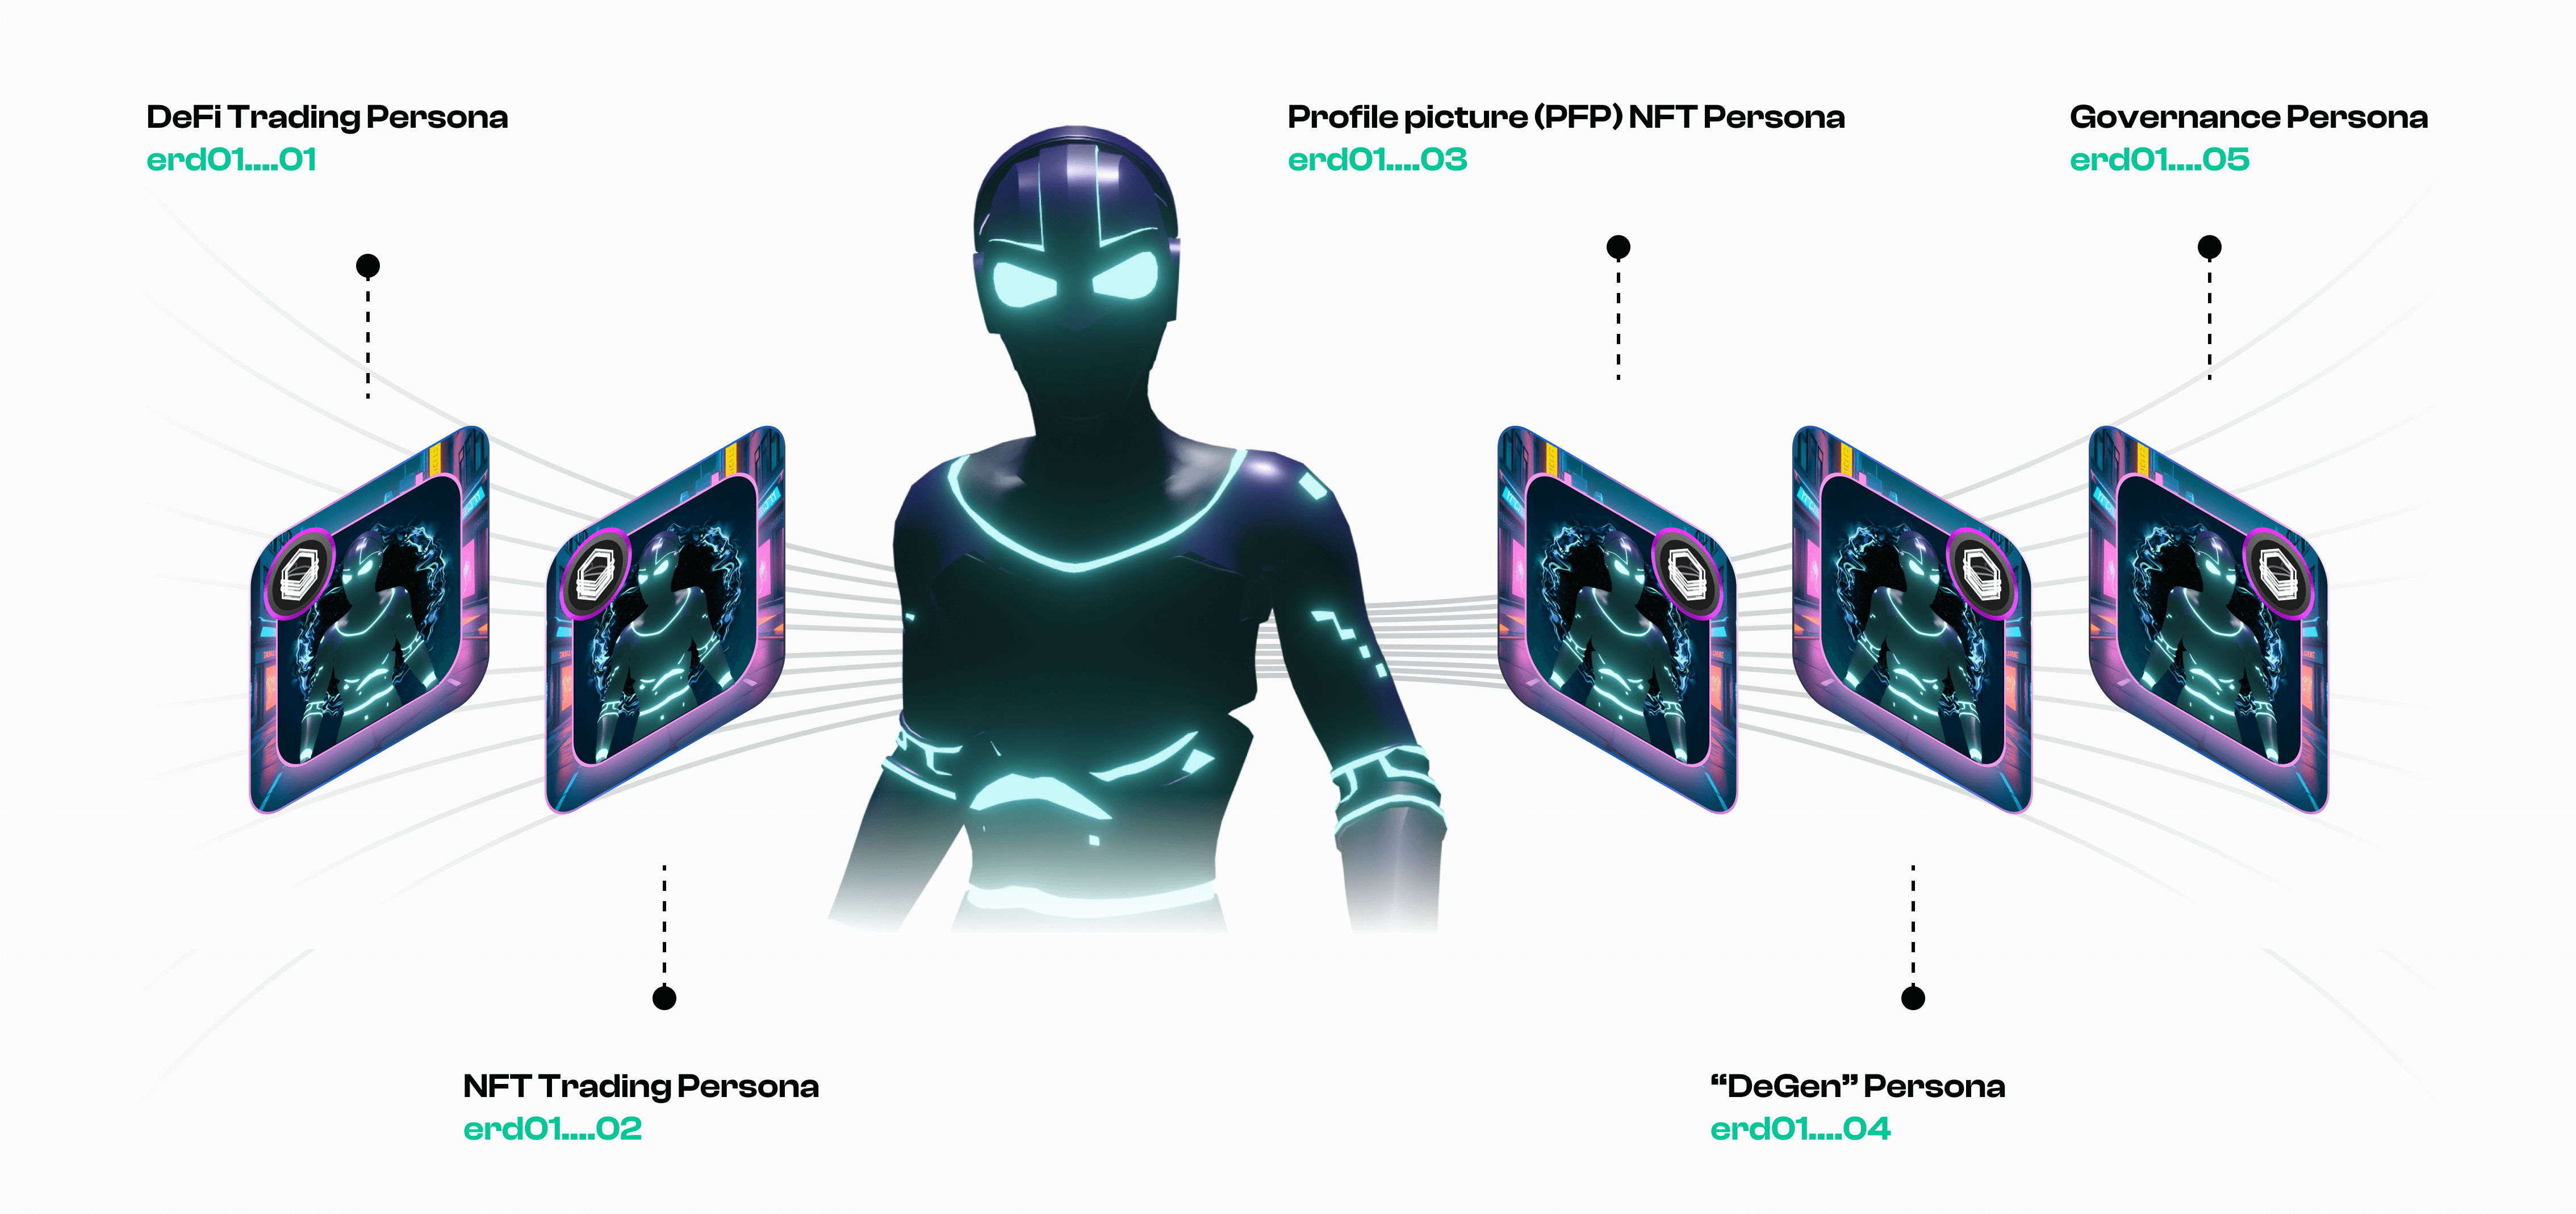 DeFi Trading Persona
erd01....01
Profile picture (PFP) NFT Persona
erd01....03
Governance Persona
erd01....05
NFT Trading Persona
erd01....02
“DeGen” Persona
erd01....04